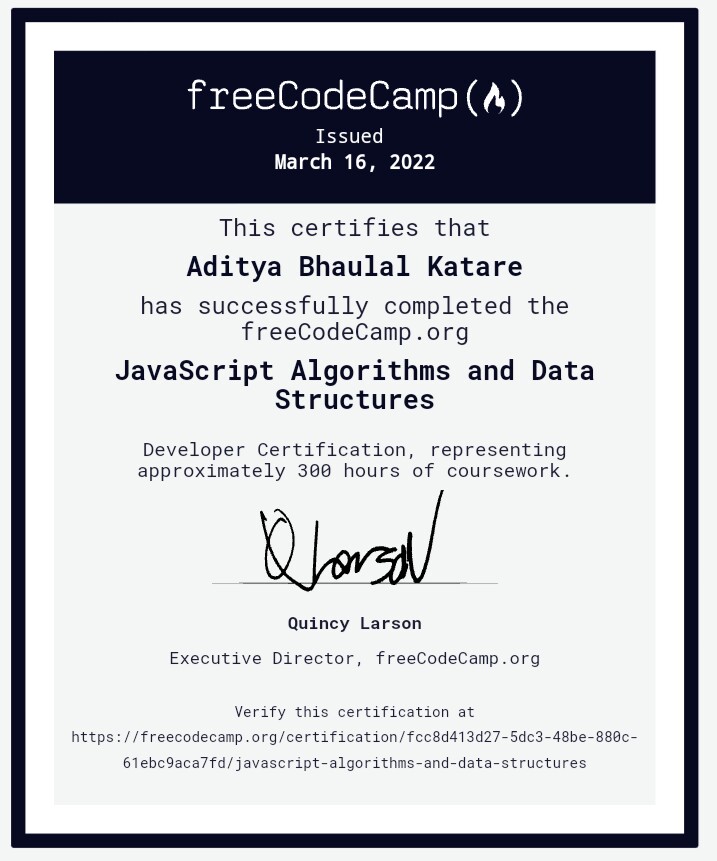 freeCodeCamp
Issued
March 16, 2022
This certifies that
Aditya Bhaulal Katare
has successfully completed the
freeCodeCamp.org
JavaScript Algorithms and Data
Structures
Developer Certification, representing
approximately 300 hours of coursework.
Q Larson
Quincy Larson
Executive Director, freeCodeCamp.org
Verify this certification at
https://freecodecamp.org/certification/fcc8d413d27-5dc3-48be-880c-
61ebc9aca7fd/javascript-algorithms-and-data-structures